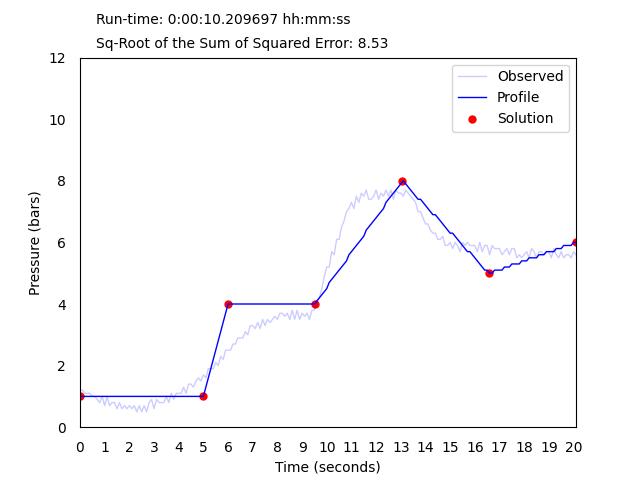 Run-time: 0:00:10.209697 hh:mm:ss
Sq-Root of the Sum of Squared Error: 8.53
Observed
Profile
Solution
12
10
8
6
4
2
0
Pressure (bars)
0 1 2 3 4 5 6 7 8 9 10 11 12 13 14 15 16 17 18 19 20
Time (seconds)